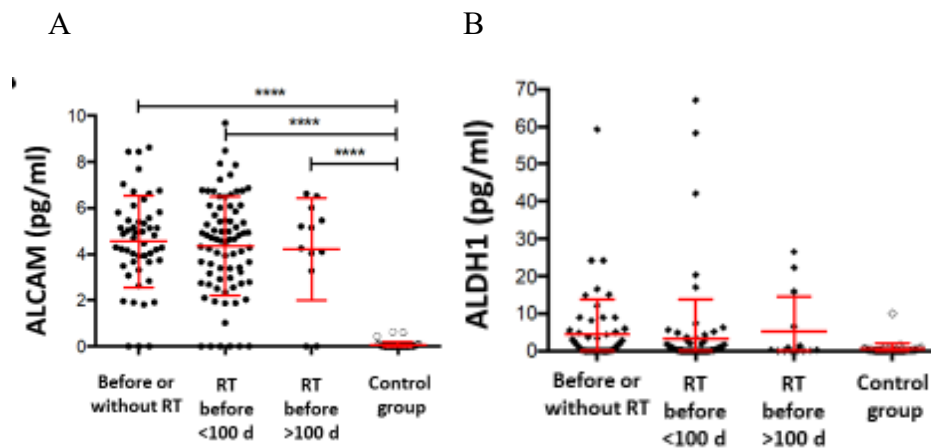 A
B
****
****
****
ALCAM (pg/ml)
10
8
6
4
2
0
Before or
without RT
RT
before
<100 d
RT
before
>100 d
Control
group
ALDH1 (pg/ml)
70
60
50
40
30
20
10
0
Before or
without RT
RT
before
<100 d
RT
before
>100 d
Control
group